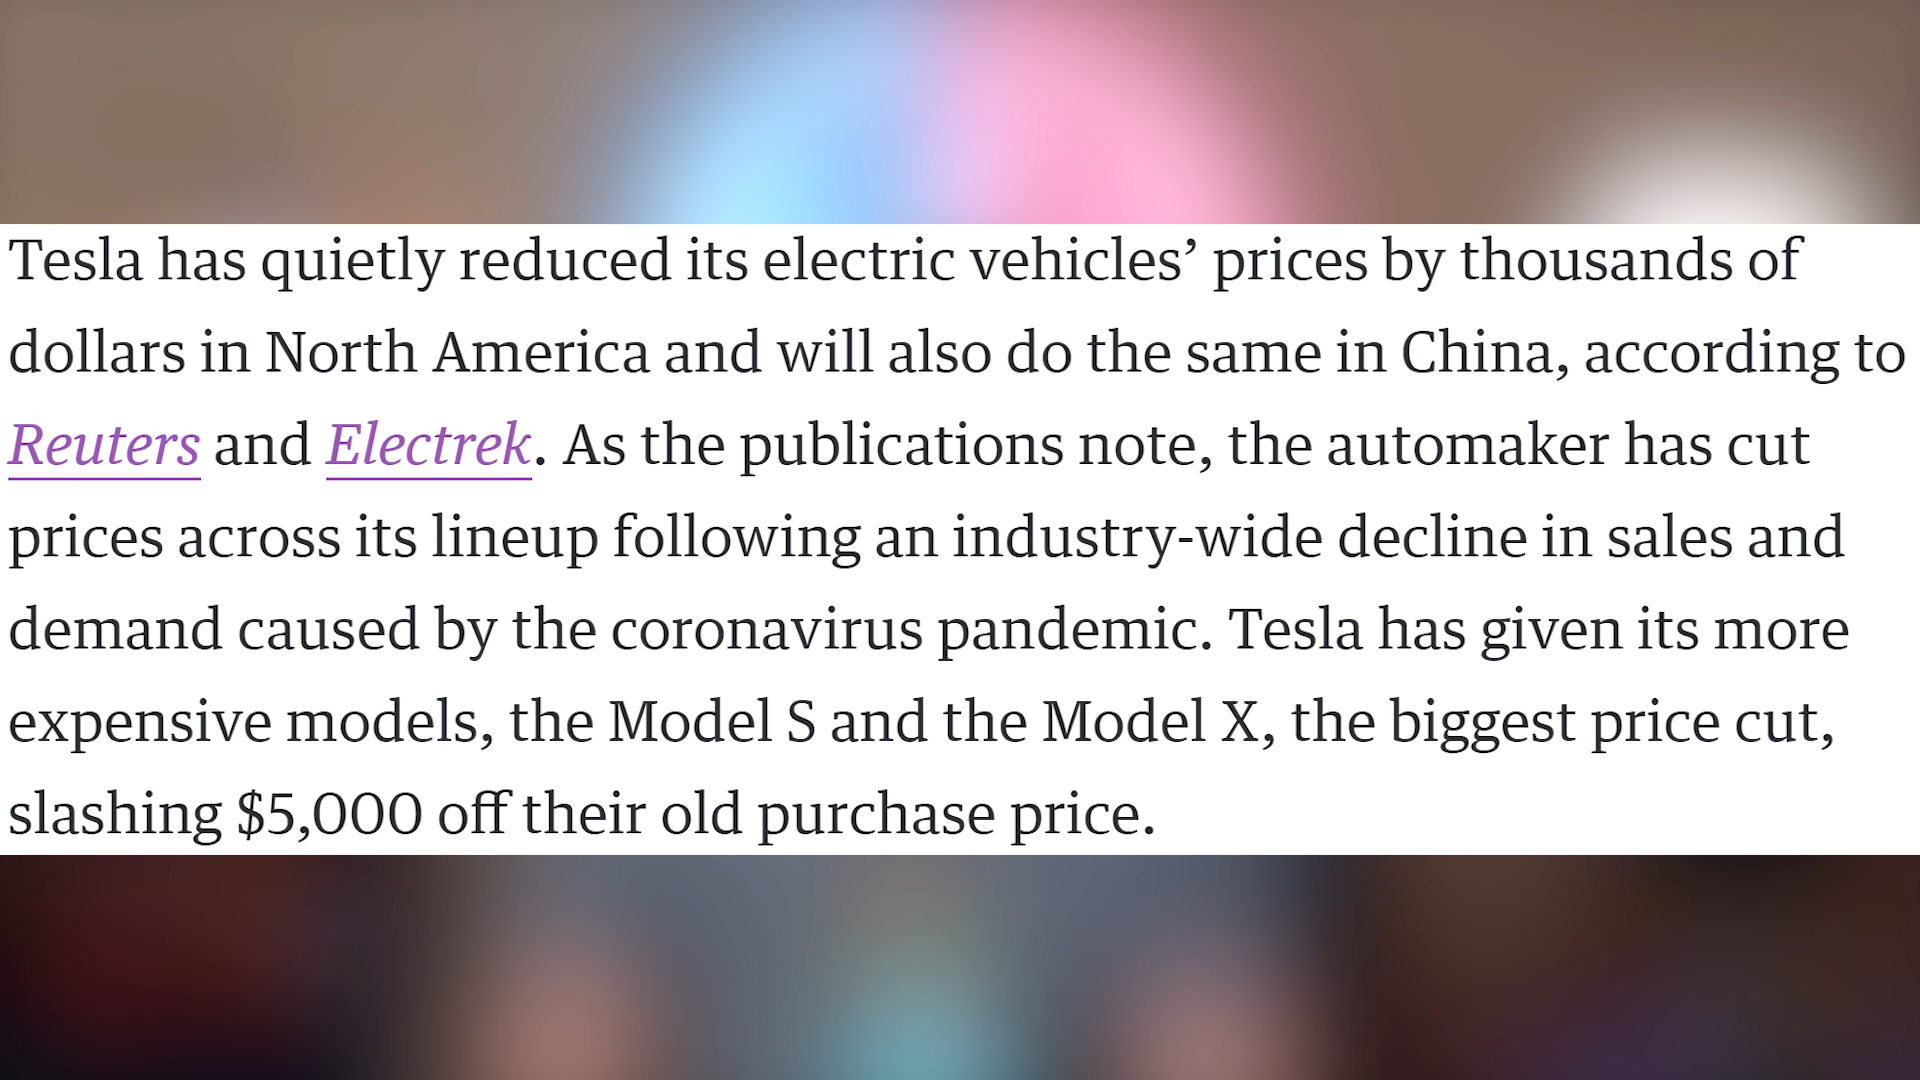 Tesla has quietly reduced its electric vehicles’ prices by thousands of
dollars in North America and will also do the same in China, according to
Reuters and Electrek. As the publications note, the automaker has cut
prices across its lineup following an industry-wide decline in sales and
demand caused by the coronavirus pandemic. Tesla has given its more
expensive models, the Model S and the Model X, the biggest price cut,
slashing $5,000 off their old purchase price.